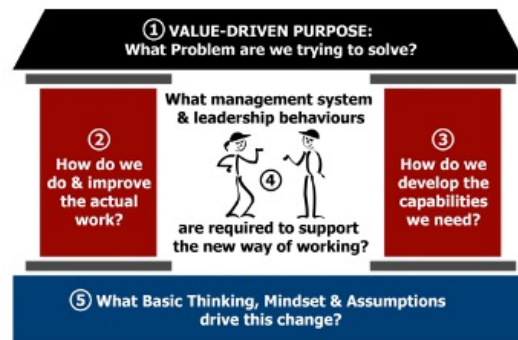 ① VALUE-DRIVEN PURPOSE:
What Problem are we trying to solve?
②
How do we
do & improve
the actual
work?
What management system
& leadership behaviours
④
are required to support
the new way of working?
③
How do we
develop the
capabilities
we need?
⑤ What Basic Thinking, Mindset & Assumptions
drive this change?